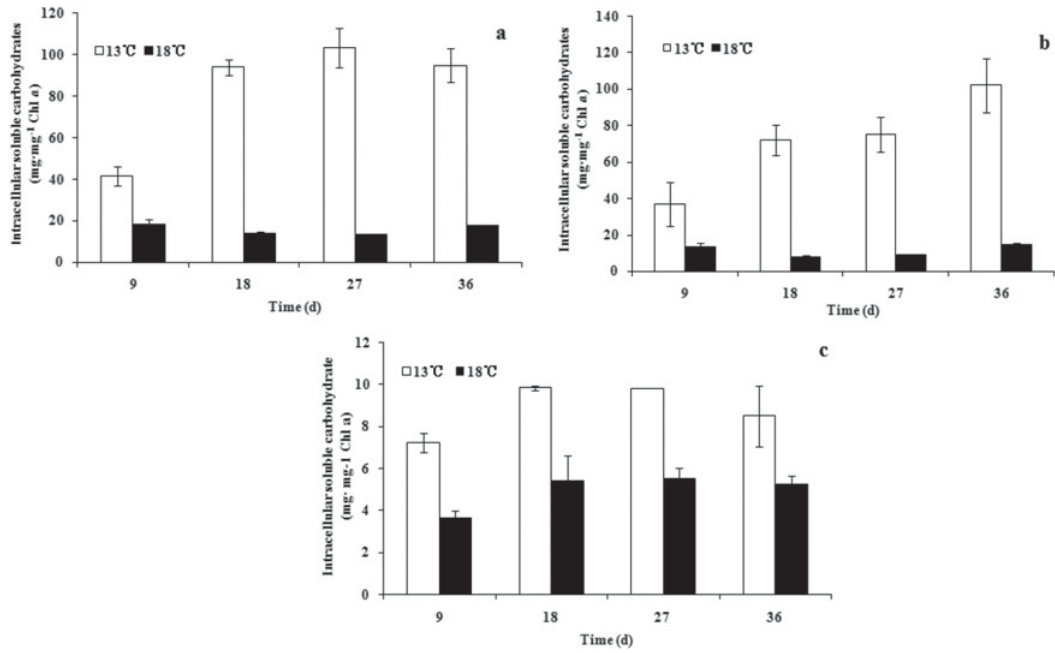 a
13℃ 18℃
Intracellular soluble carbohydrates
(mg·mg-1 Chl a)
120
100
80
60
40
20
0
9 18 27 36
Time (d)
b
13℃ 18℃
Intracellular soluble carbohydrates
(mg·mg-1 Chl a)
140
120
100
80
60
40
20
0
9 18 27 36
Time (d)
c
13℃ 18℃
Intracellular soluble carbohydrate
(mg· mg-1 Chl a)
12
10
8
6
4
2
0
9 18 27 36
Time (d)